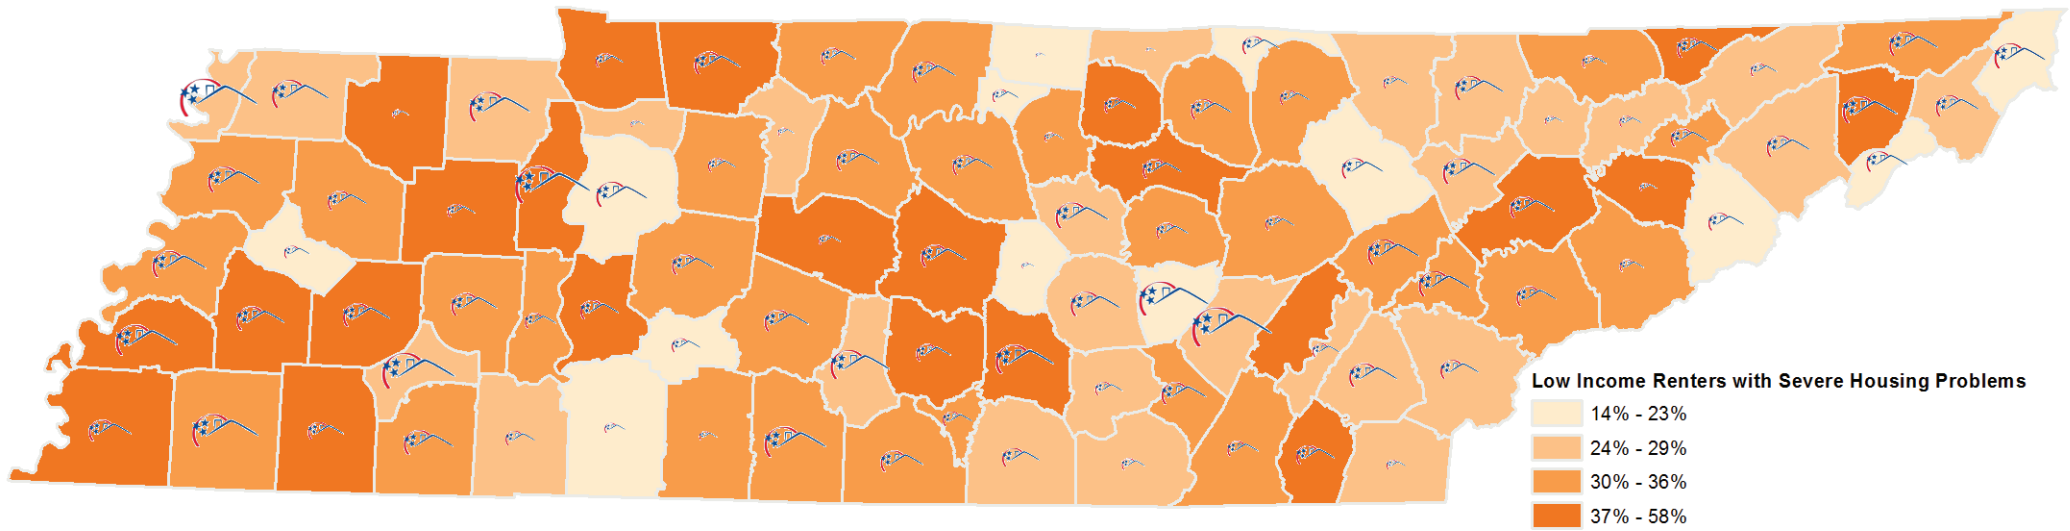 Low Income Renters with Severe Housing Problems
14% - 23%
24% - 29%
30% - 36%
37% - 58%